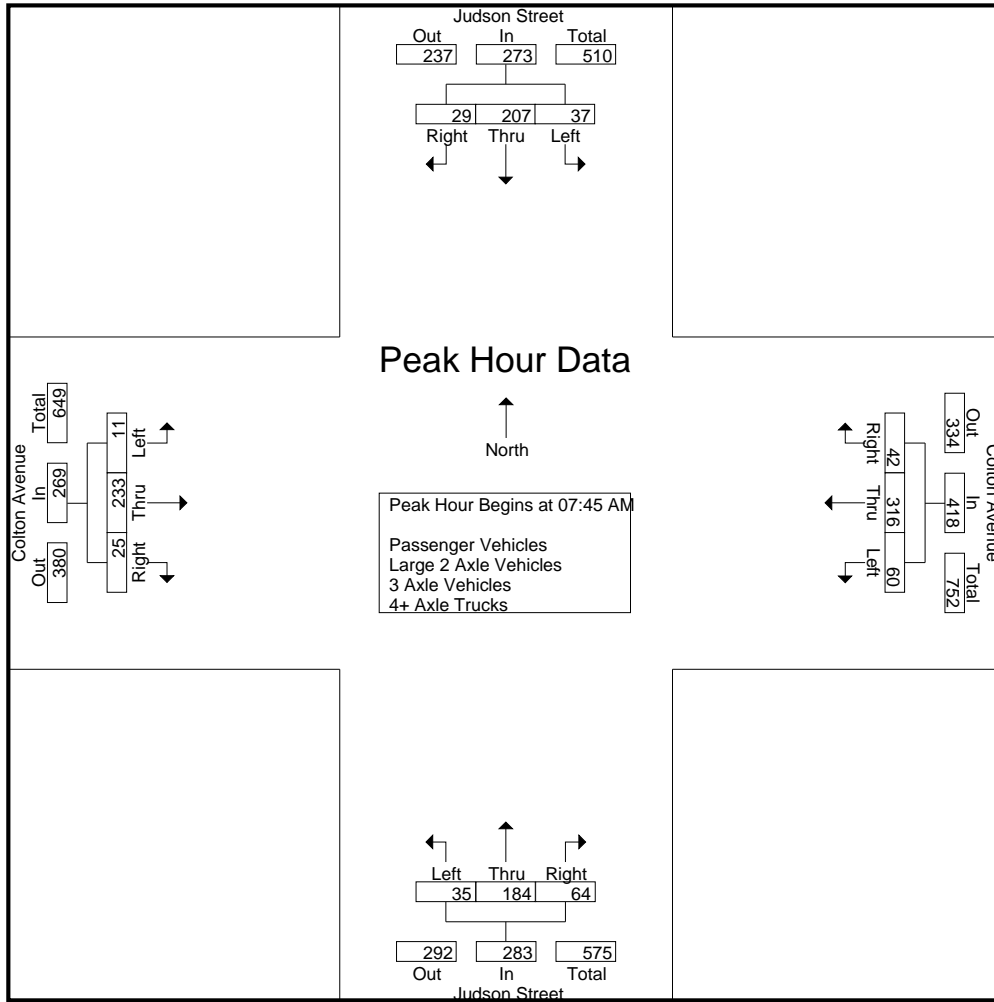 Judson Street
Out In Total
237 273 510
29 207 37
Right Thru Left
Peak Hour Data
North
Peak Hour Begins at 07:45 AM
Passenger Vehicles
Large 2 Axle Vehicles
3 Axle Vehicles
4+ Axle Trucks
Colton Avenue
Out In Total
380 269 649
11 233 25
Left Thru Right
Colton Avenue
Out In Total
334 418 752
42 316 60
Right Thru Left
Left Thru Right
35 184 64
292 283 575
Out In Total
Judson Street